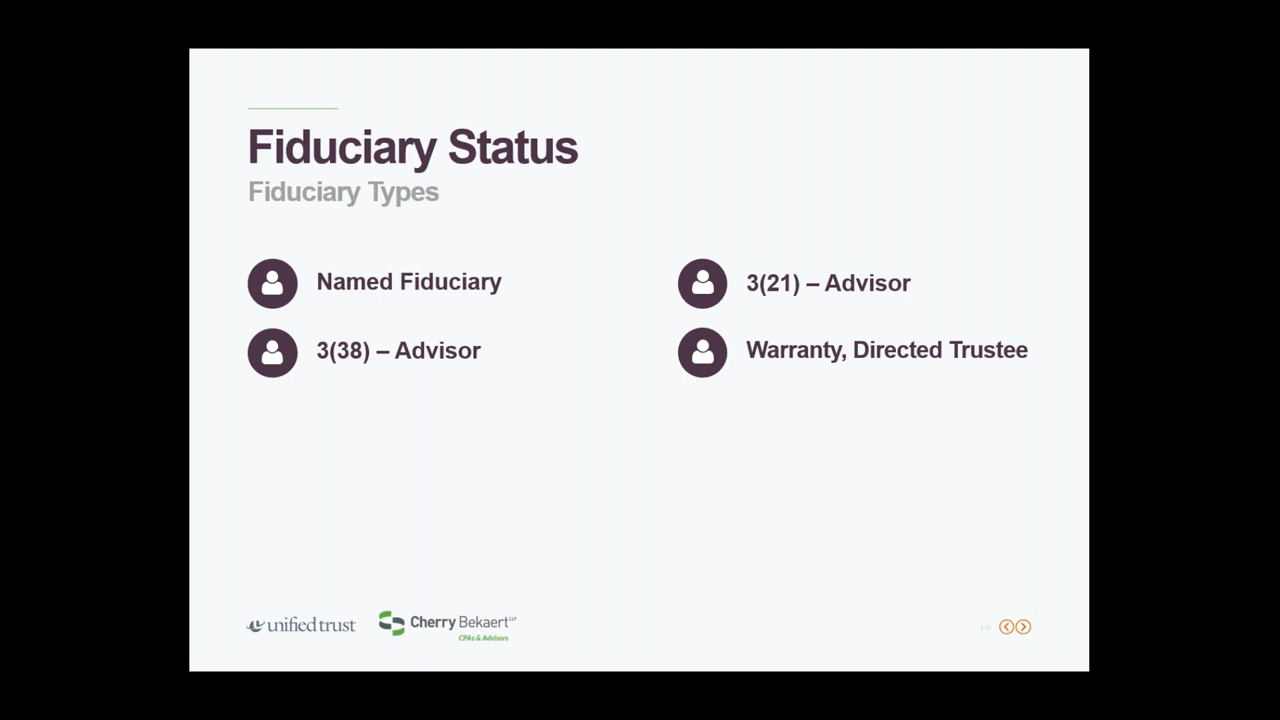 Fiduciary Status
Fiduciary Types
Named Fiduciary
3(21) – Advisor
3(38) – Advisor
Warranty, Directed Trustee
unified trust
Cherry Bekaert LLP
CPAs & Advisors